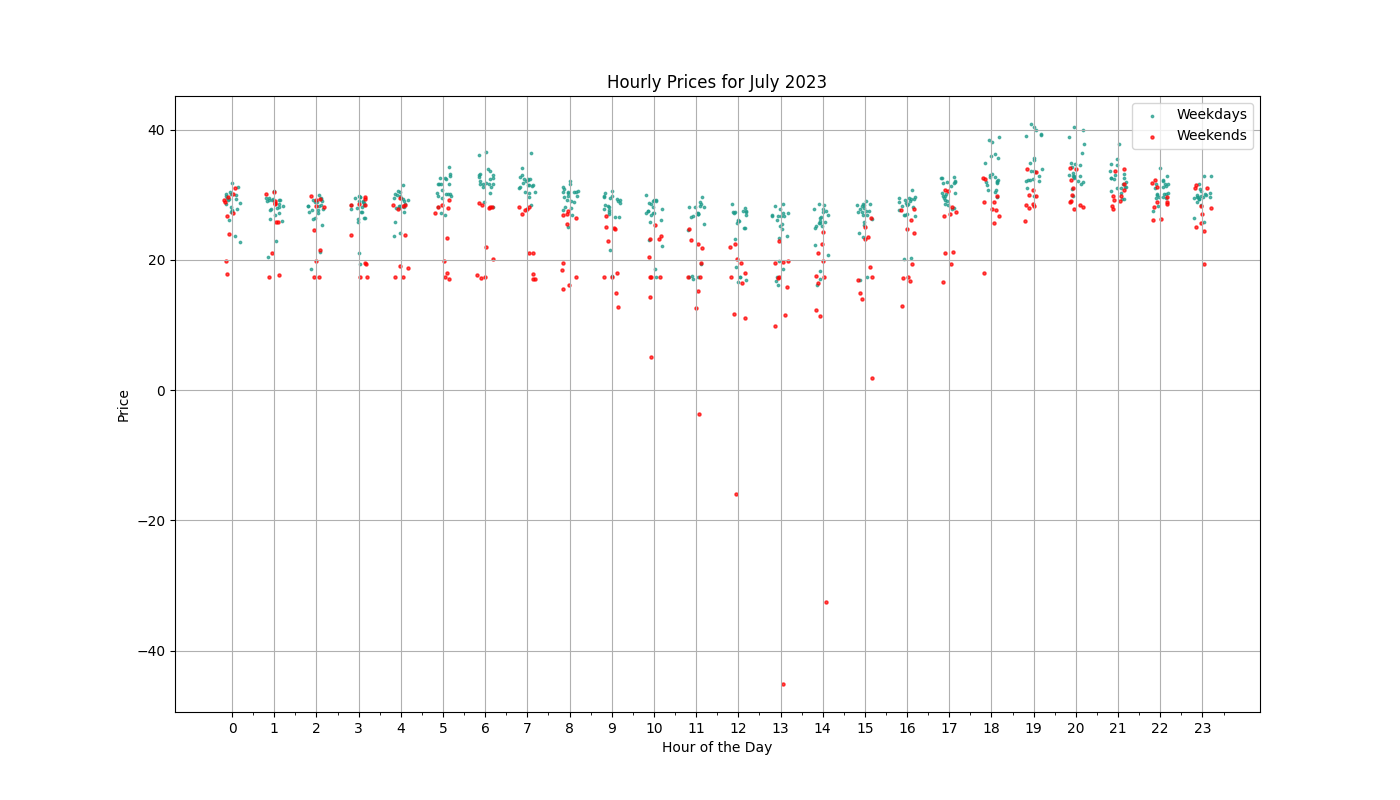 Hourly Prices for July 2023
Weekdays
Weekends
40
20
0
−20
−40
Price
0 1 2 3 4 5 6 7 8 9 10 11 12 13 14 15 16 17 18 19 20 21 22 23
Hour of the Day